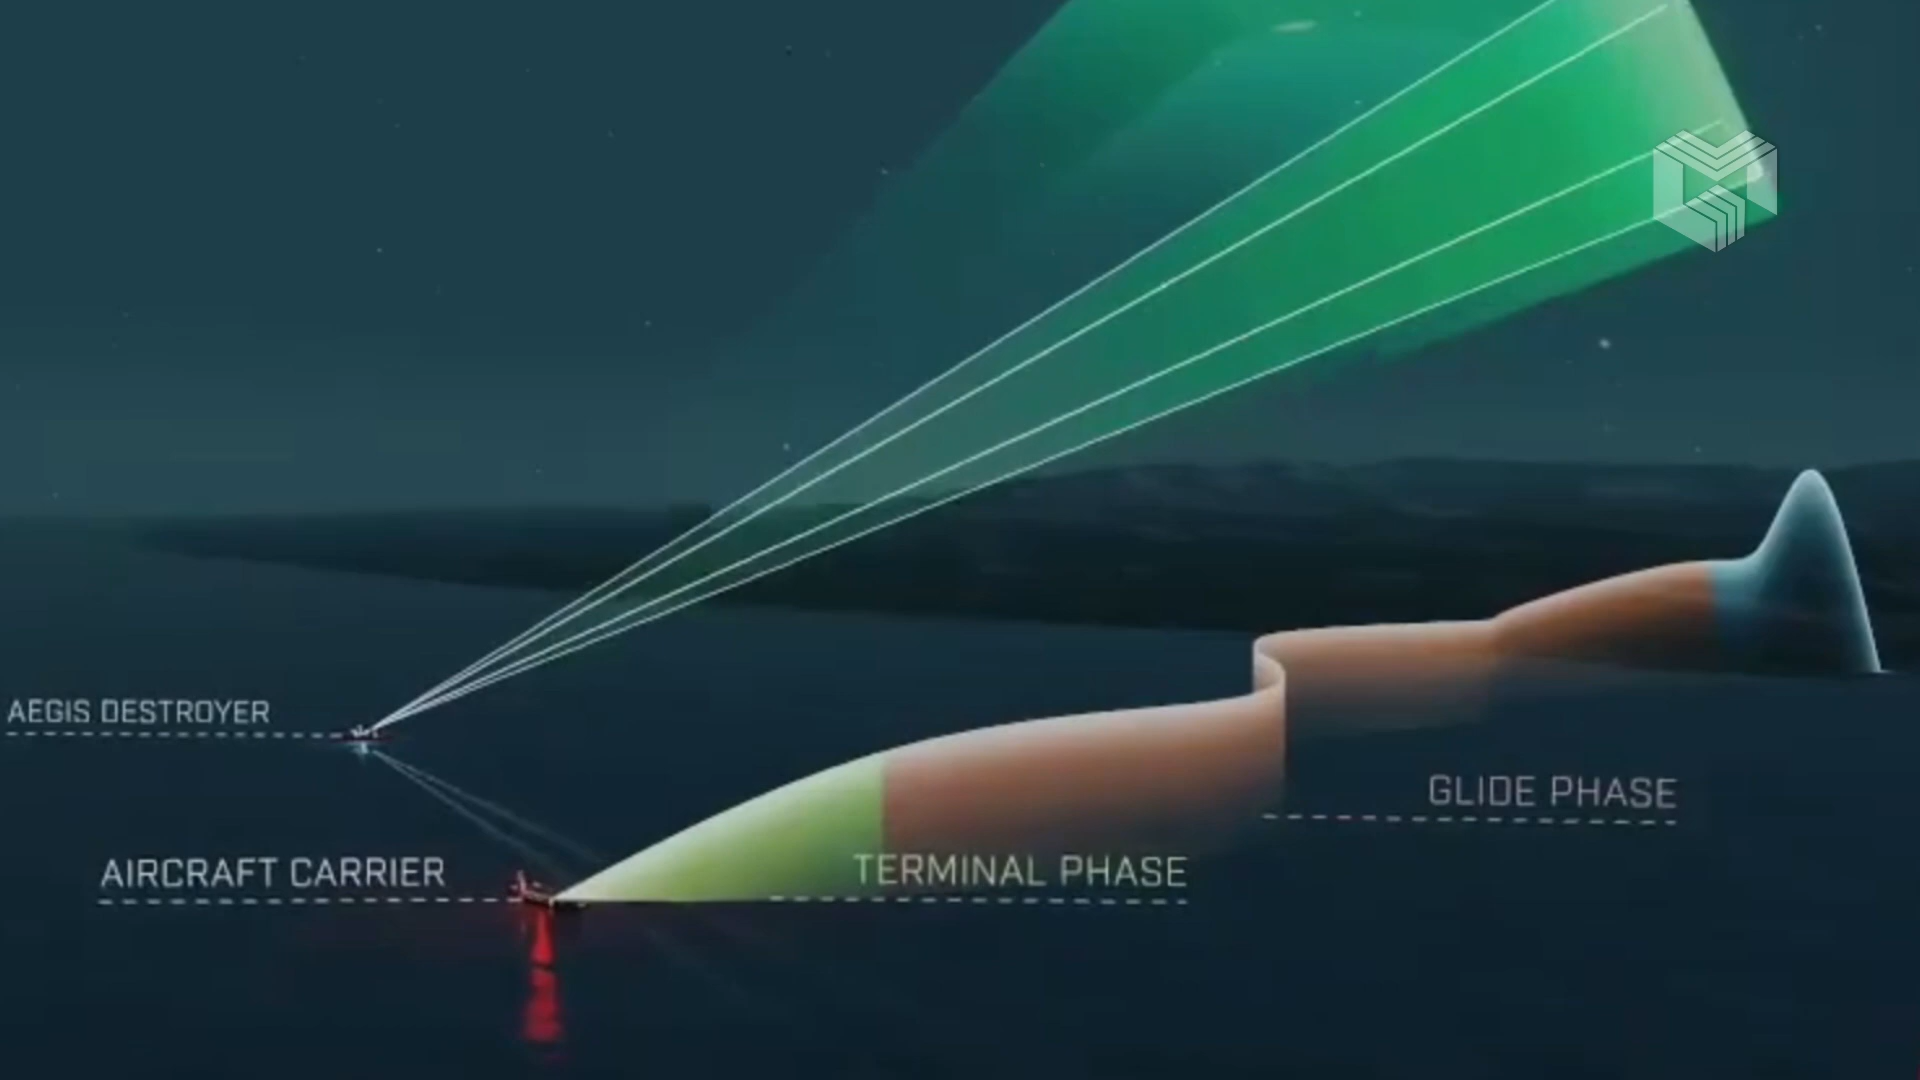 AEGIS DESTROYER
GLIDE PHASE
AIRCRAFT CARRIER
TERMINAL PHASE